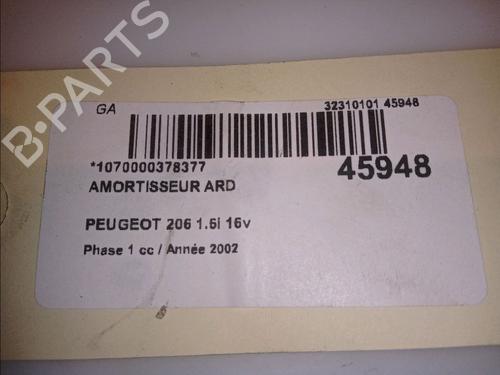 B-PARTS
GA
32310101 45948
*1070000378377
45948
AMORTISSEUR ARD
PEUGEOT 206 1.6i 16v
Phase 1 cc / Année 2002